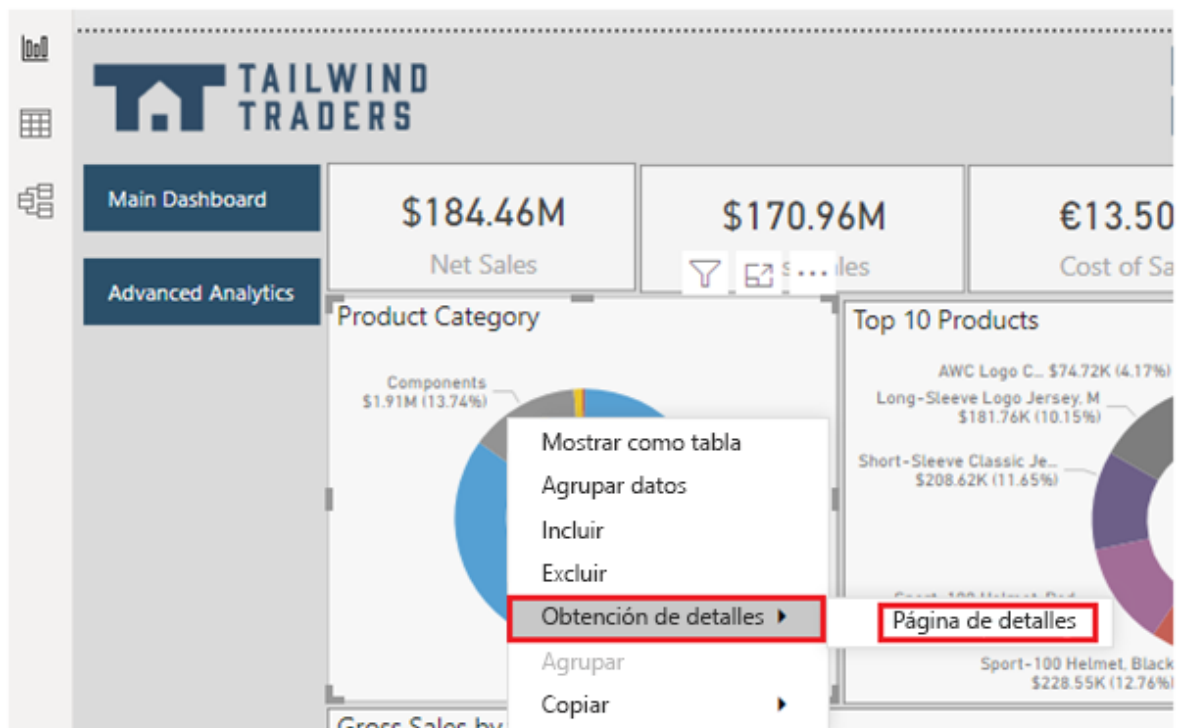 TAILWIND
TRADERS
Main Dashboard
Advanced Analytics
$184.46M
Net Sales
$170.96M
les
€13.50
Cost of Sa
Product Category
Components
$1.91M (13.74%)
Top 10 Products
AWC Logo C... $74.72K (4.17%)
Long-Sleeve Logo Jersey, M
$181.76K (10.15%)
Short-Sleeve Classic Je...
$208.62K (11.65%)
Sport-100 Helmet, Black
$228.55K (12.76%)
Mostrar como tabla
Agrupar datos
Incluir
Excluir
Obtención de detalles
Página de detalles
Agrupar
Copiar
Gross Sales by